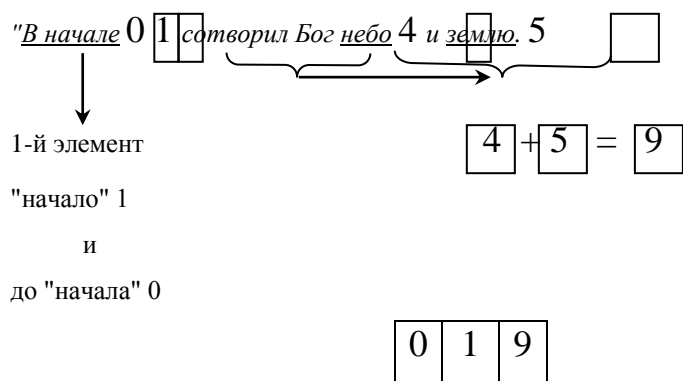 "В начале 0 1 сотворил Бог небо 4 и землю. 5
4 + 5 = 9
1-й элемент
"начало" 1
и
до "начала" 0
0 1 9